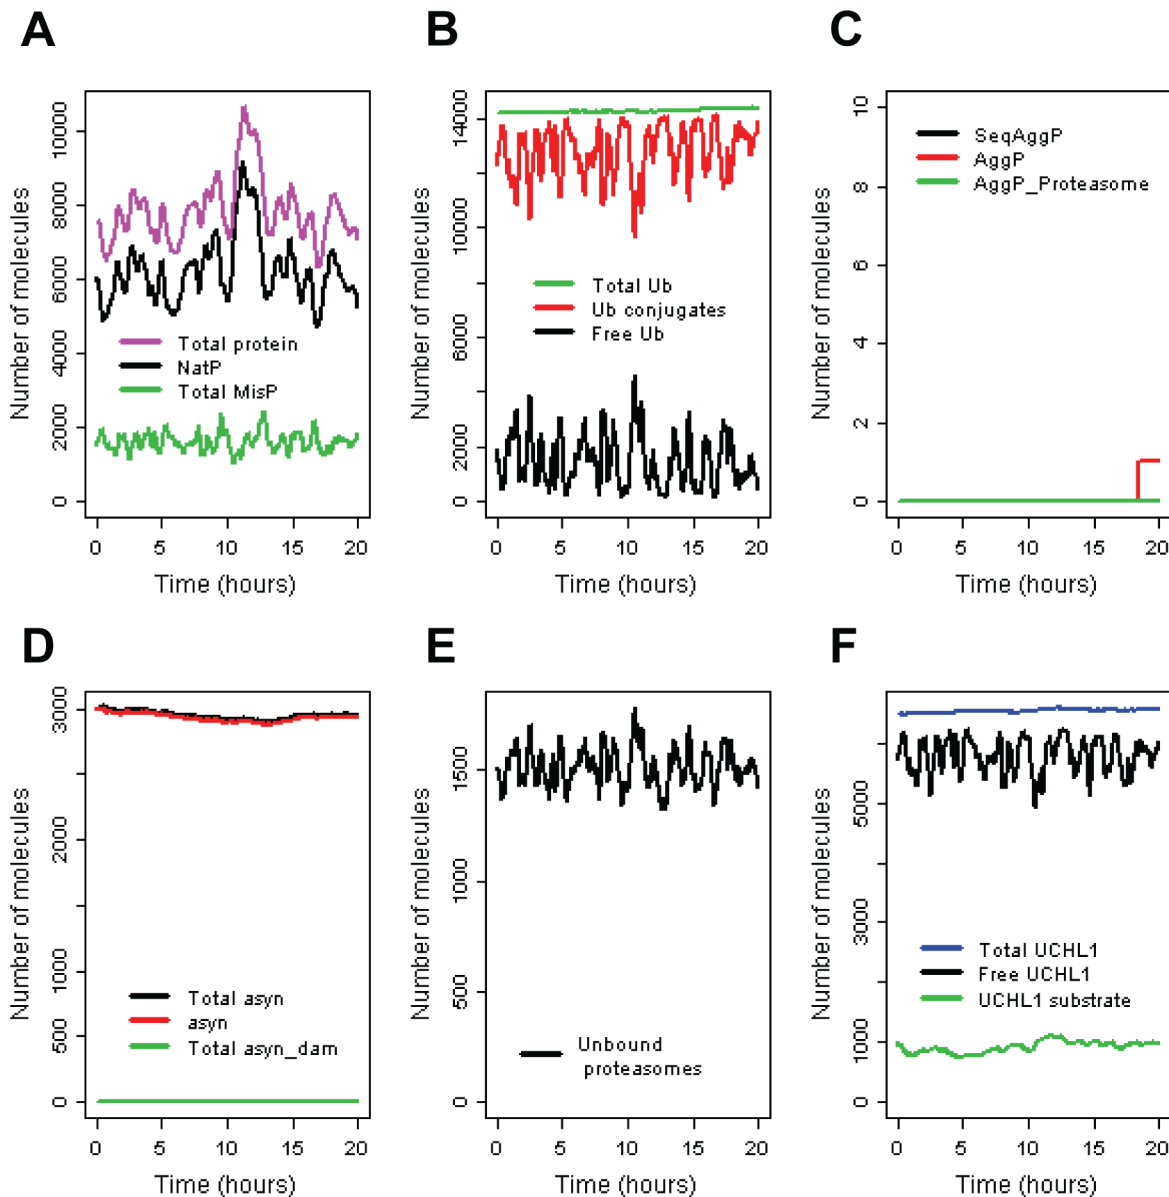 A
Number of molecules
0 2000 4000 6000 8000 10000
Total protein
NatP
Total MisP
0 5 10 15 20
Time (hours)
B
Number of molecules
0 2000 6000 10000 14000
Total Ub
Ub conjugates
Free Ub
0 5 10 15 20
Time (hours)
C
Number of molecules
0 2 4 6 8 10
SeqAggP
AggP
AggP_Proteasome
0 5 10 15 20
Time (hours)
D
Number of molecules
0 500 1000 2000 3000
Total asyn
asyn
Total asyn_dam
0 5 10 15 20
Time (hours)
E
Number of molecules
0 500 1000 1500
Unbound
proteasomes
0 5 10 15 20
Time (hours)
F
Number of molecules
0 1000 3000 5000
Total UCHL1
Free UCHL1
UCHL1 substrate
0 5 10 15 20
Time (hours)